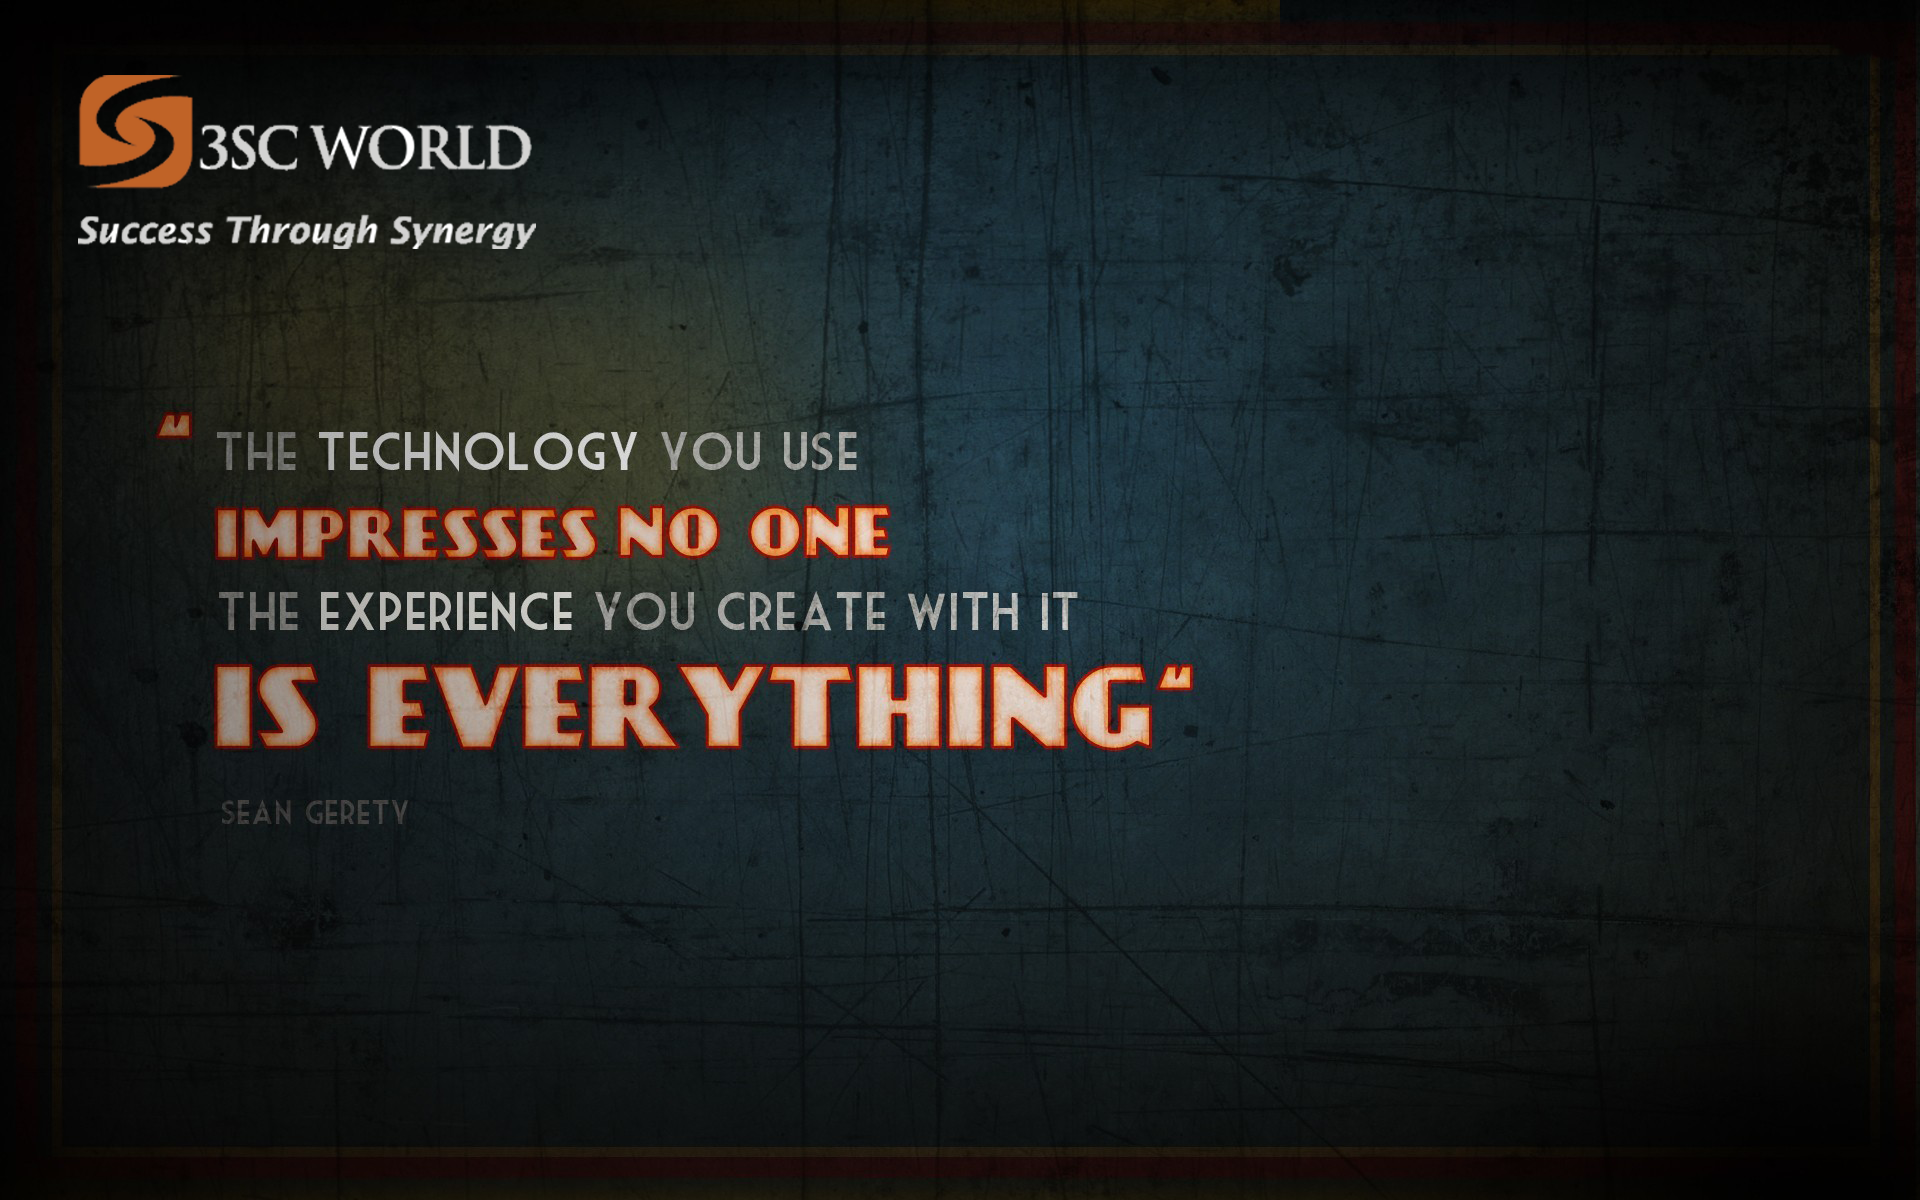 3SC WORLD
Success Through Synergy
“ THE TECHNOLOGY YOU USE
IMPRESSES NO ONE
THE EXPERIENCE YOU CREATE WITH IT
IS EVERYTHING“
SEAN GERETY